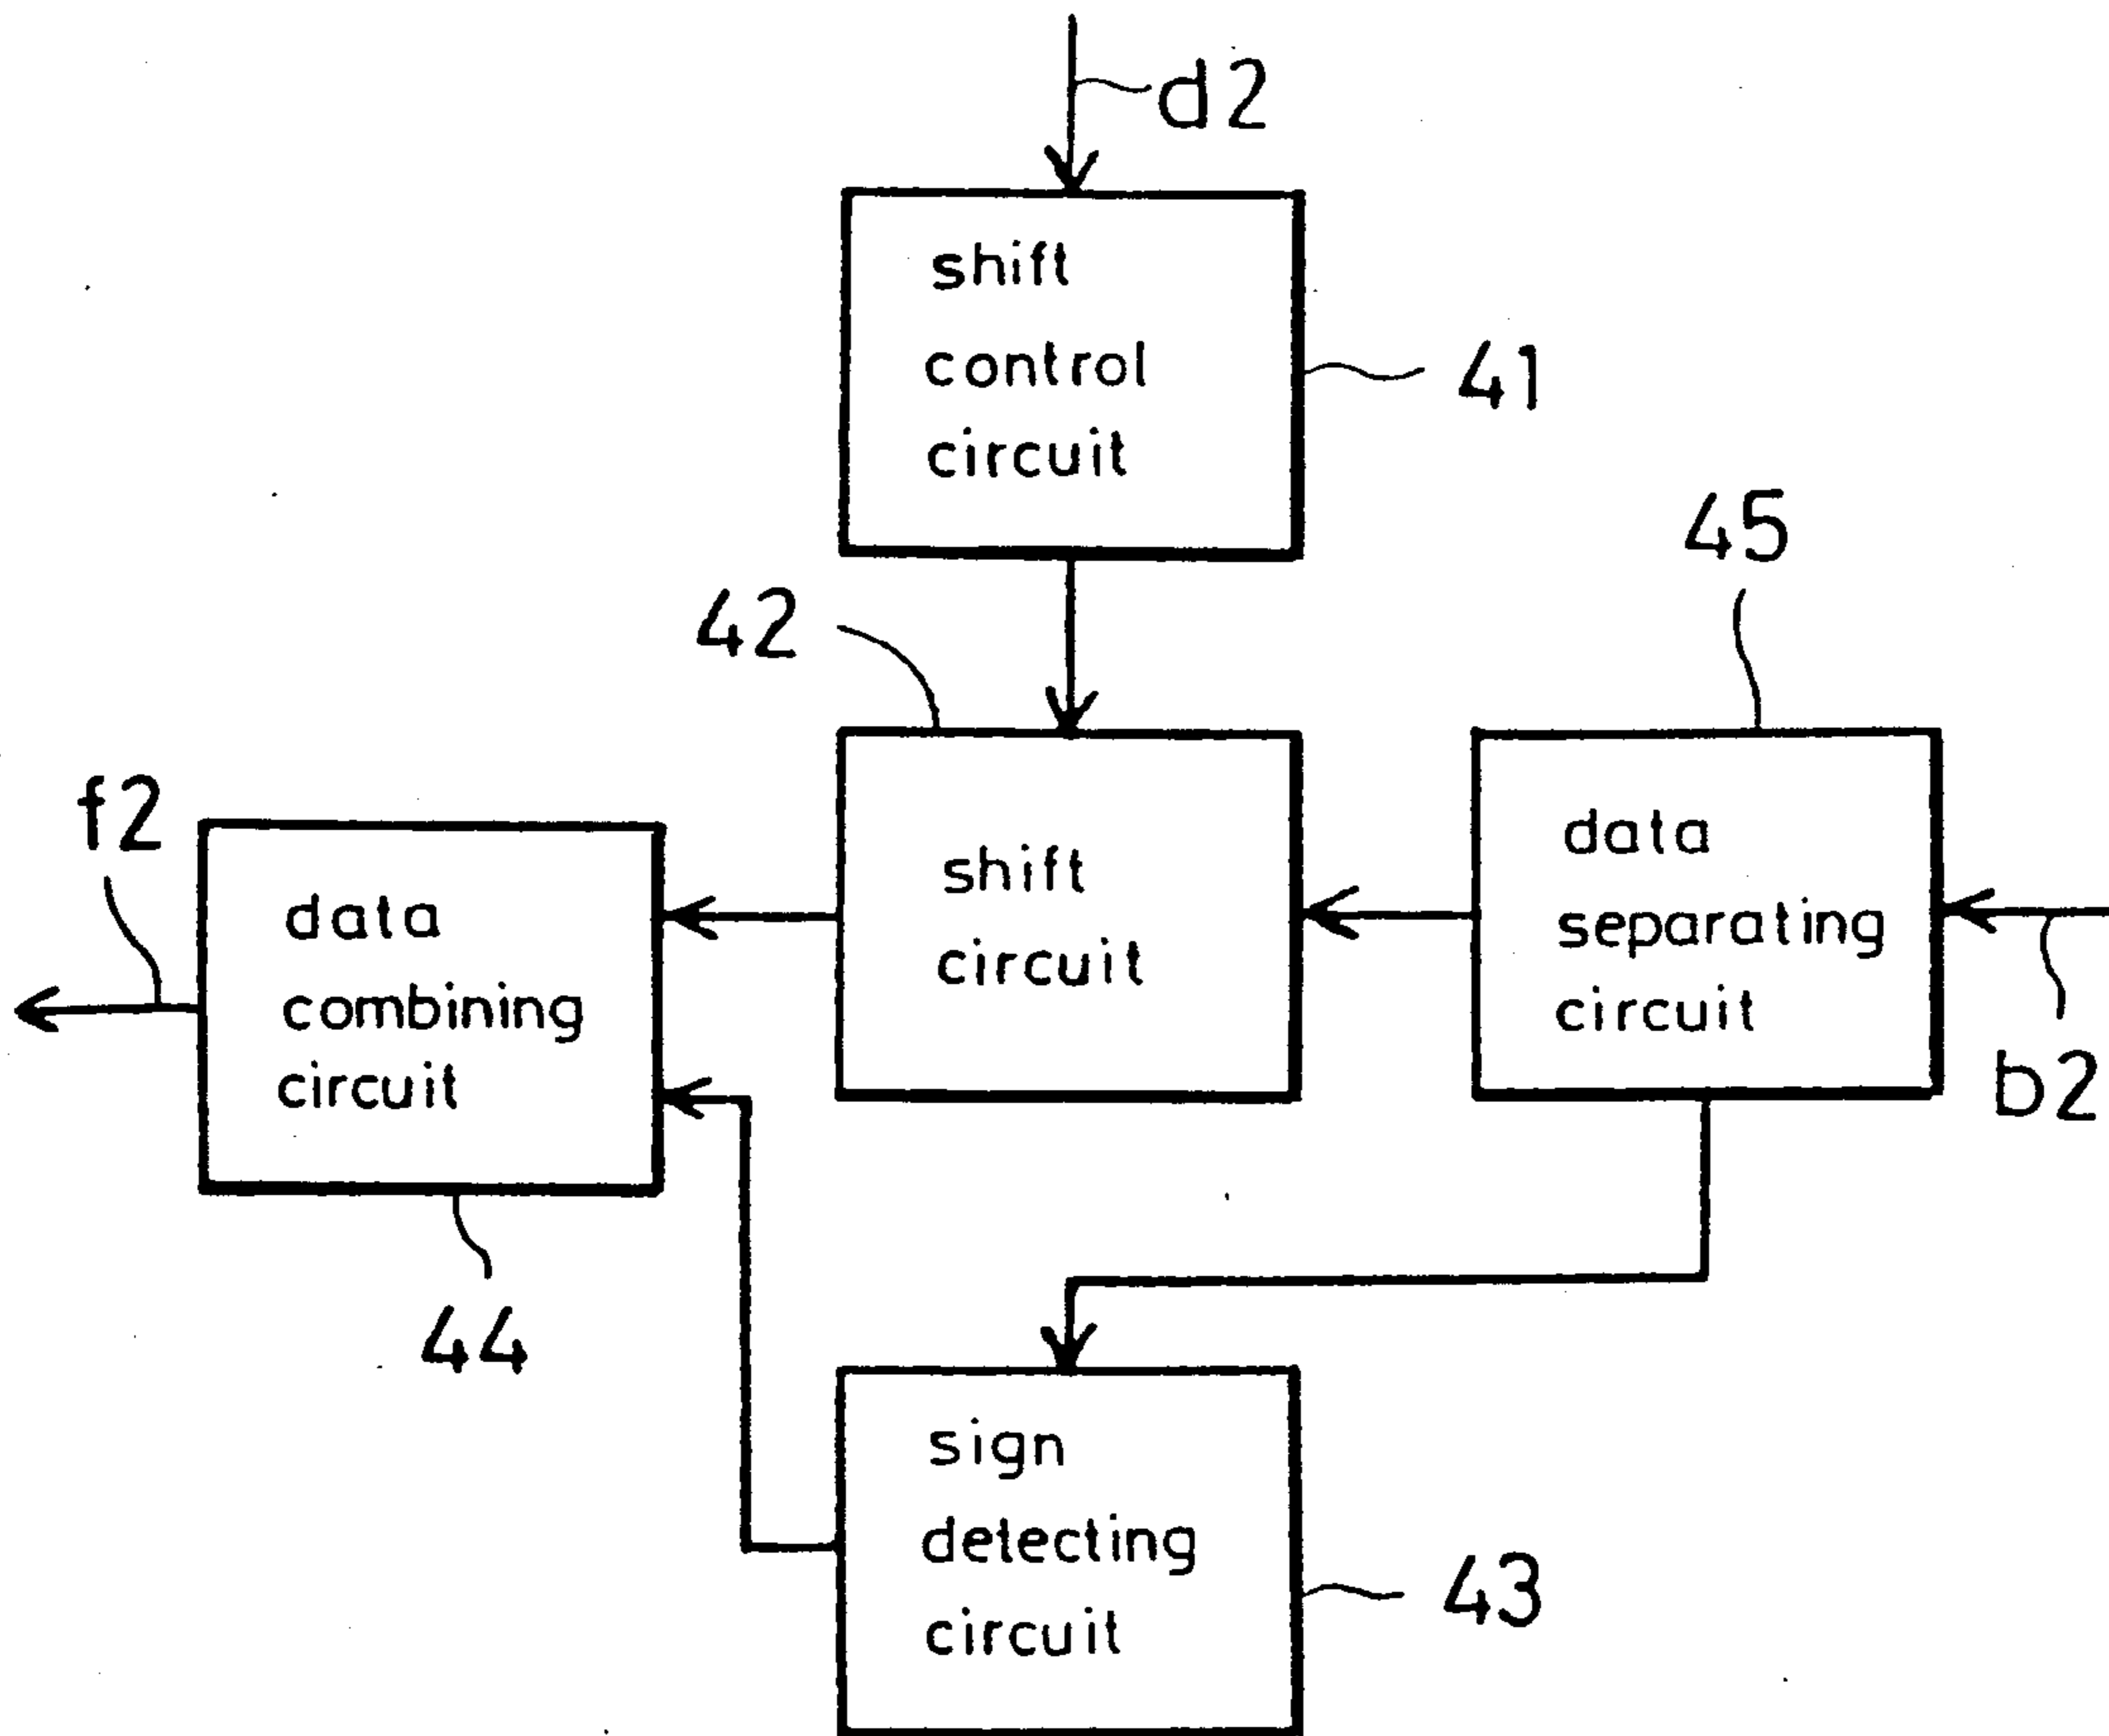 d2
shift
control
circuit
41
45
42
f2
shift
circuit
data
separating
circuit
data
combining
circuit
b2
44
sign
detecting
circuit
43